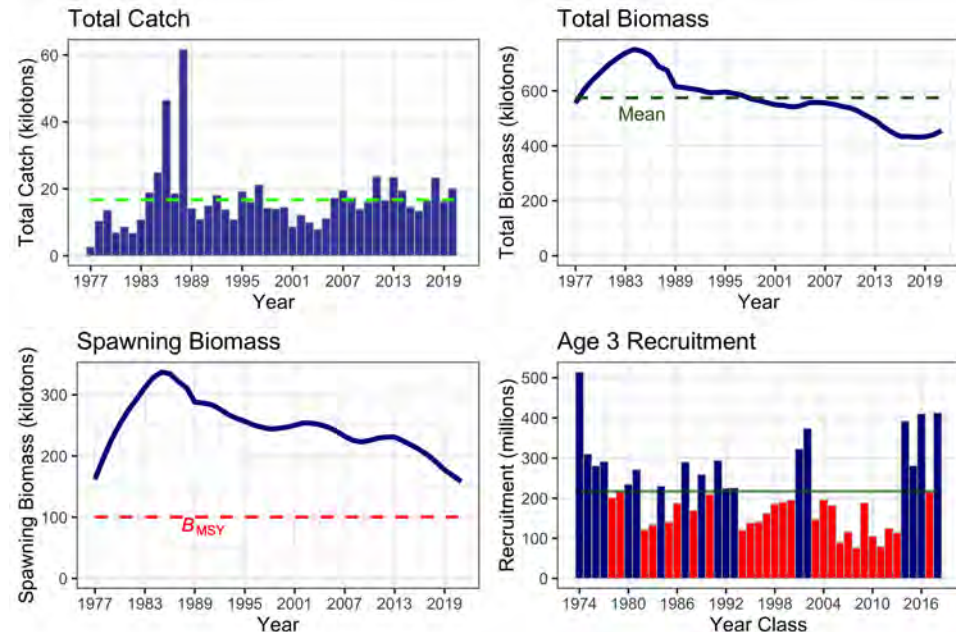 Total Catch
Total Catch (kilotons)
60
40
20
0
1977 1983 1989 1995 2001 2007 2013 2019
Year
Total Biomass
Total Biomass (kilotons)
600
400
200
0
Mean
1977 1983 1989 1995 2001 2007 2013 2019
Year
Spawning Biomass
Spawning Biomass (kilotons)
300
200
100
0
BMSY
1977 1983 1989 1995 2001 2007 2013 2019
Year
Age 3 Recruitment
Recruitment (millions)
500
400
300
200
100
0
1974 1980 1986 1992 1998 2004 2010 2016
Year Class